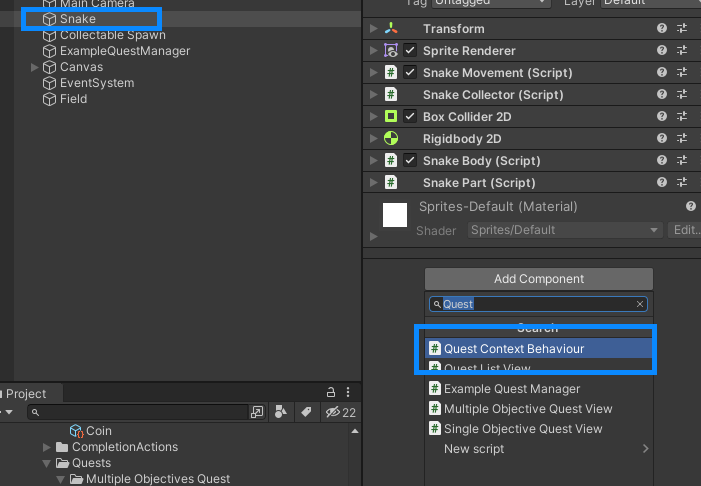 Main Camera
Snake
Collectable Spawn
ExampleQuestManager
Canvas
EventSystem
Field
Tag Untagged Layer Default
Transform
Sprite Renderer
Snake Movement (Script)
Snake Collector (Script)
Box Collider 2D
Rigidbody 2D
Snake Body (Script)
Snake Part (Script)
Sprites-Default (Material)
Shader Sprites/Default Edit...
Add Component
Quest
Search
Quest Context Behaviour
Quest List View
Example Quest Manager
Multiple Objective Quest View
Single Objective Quest View
New script
Project
22
Coin
CompletionActions
Quests
Multiple Objectives Quest